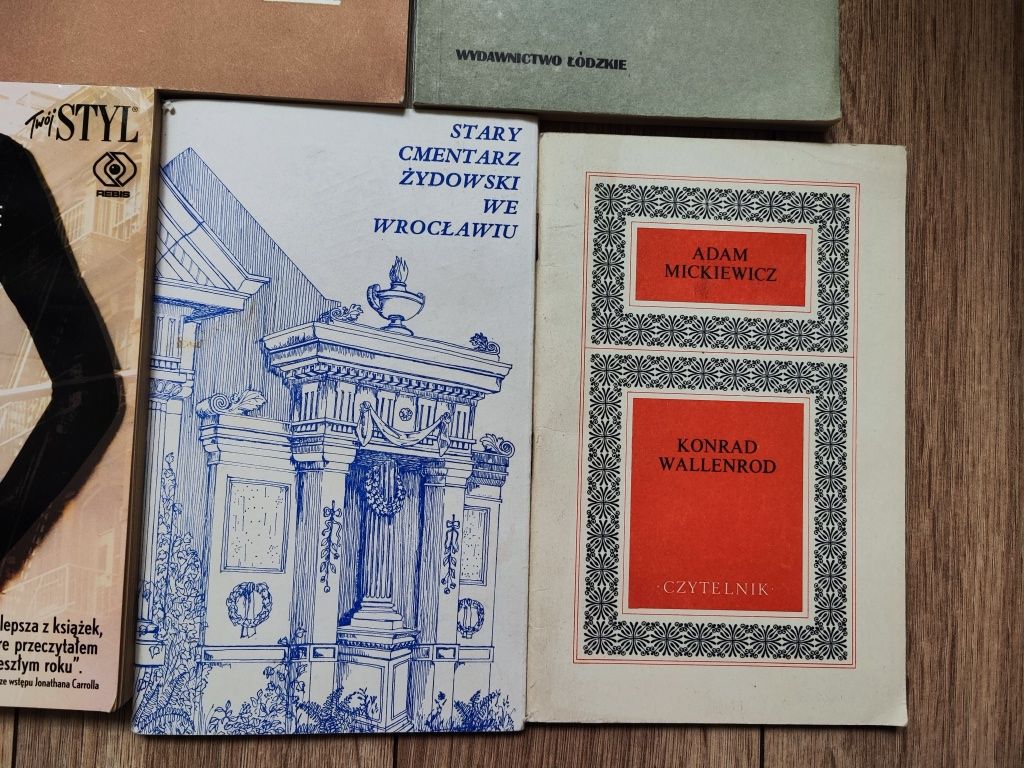 WYDAWNICTWO ŁÓDZKIE
Twój STYL®
REBIS
lepsza z książek,
re przeczytałem
eszłym roku”.
ze wstępu Jonathana Carrolla
STARY
CMENTARZ
ŻYDOWSKI
WE
WROCŁAWIU
ADAM
MICKIEWICZ
KONRAD
WALLENROD
·CZYTELNIK·